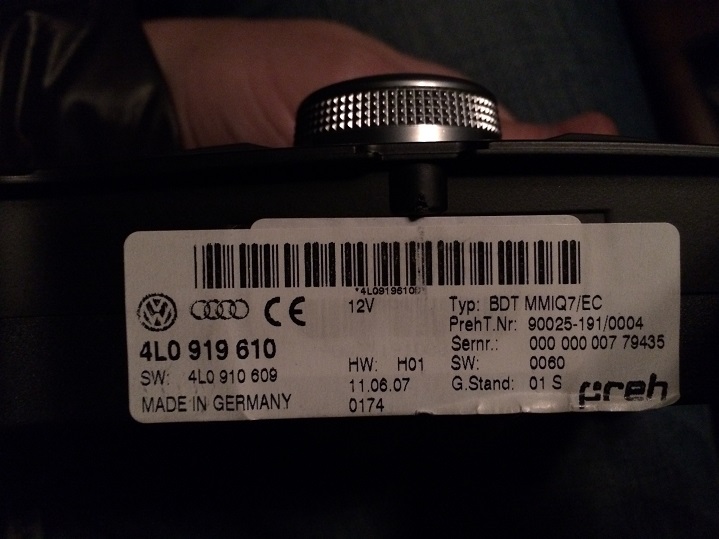 *4L0919610B*
12V
4L0 919 610
SW: 4L0 910 609
MADE IN GERMANY
HW: H01
11.06.07
0174
Typ: BDT MMIQ7/EC
PrehT.Nr: 90025-191/0004
Sernr.: 000 000 007 79435
SW: 0060
G.Stand: 01 S
preh